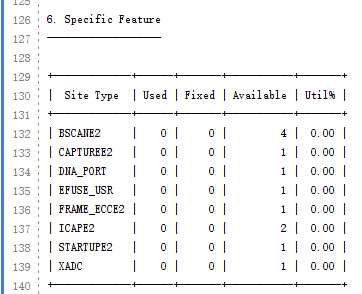 125
126 6. Specific Feature
127 -------------------
128
129 +-------------+------+-------+-----------+-------+
130 |  Site Type  | Used | Fixed | Available | Util% |
131 +-------------+------+-------+-----------+-------+
132 | BSCANE2     |    0 |     0 |         4 |  0.00 |
133 | CAPTUREE2   |    0 |     0 |         1 |  0.00 |
134 | DNA_PORT    |    0 |     0 |         1 |  0.00 |
135 | EFUSE_USR   |    0 |     0 |         1 |  0.00 |
136 | FRAME_ECCE2 |    0 |     0 |         1 |  0.00 |
137 | ICAPE2      |    0 |     0 |         2 |  0.00 |
138 | STARTUPE2   |    0 |     0 |         1 |  0.00 |
139 | XADC        |    0 |     0 |         1 |  0.00 |
140 +-------------+------+-------+-----------+-------+